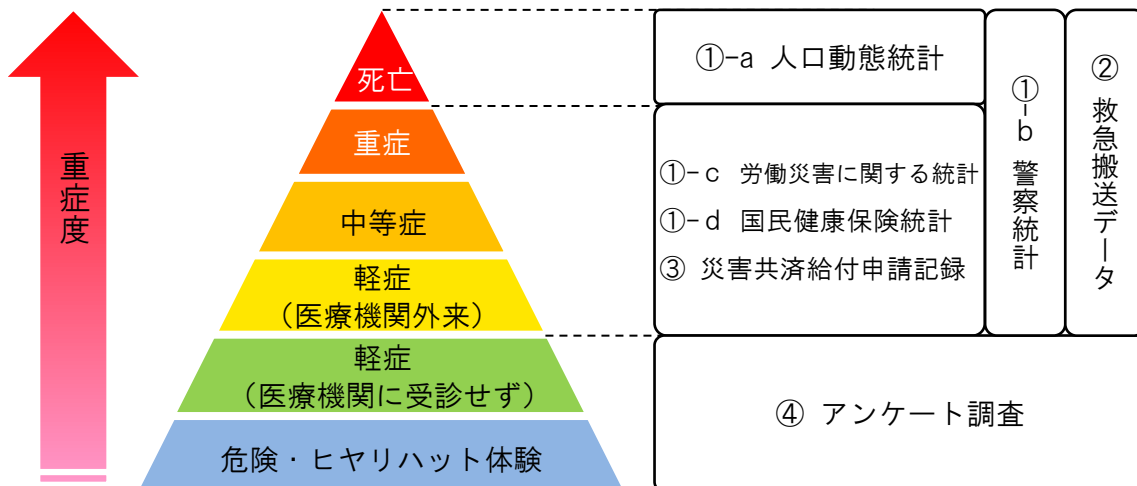 重症度
死亡
重症
中等症
軽症
（医療機関外来）
軽症
（医療機関に受診せず）
危険・ヒヤリハット体験
①-a 人口動態統計
①-c 労働災害に関する統計
①-d 国民健康保険統計
③ 災害共済給付申請記録
①-b 警察統計
② 救急搬送データ
④ アンケート調査